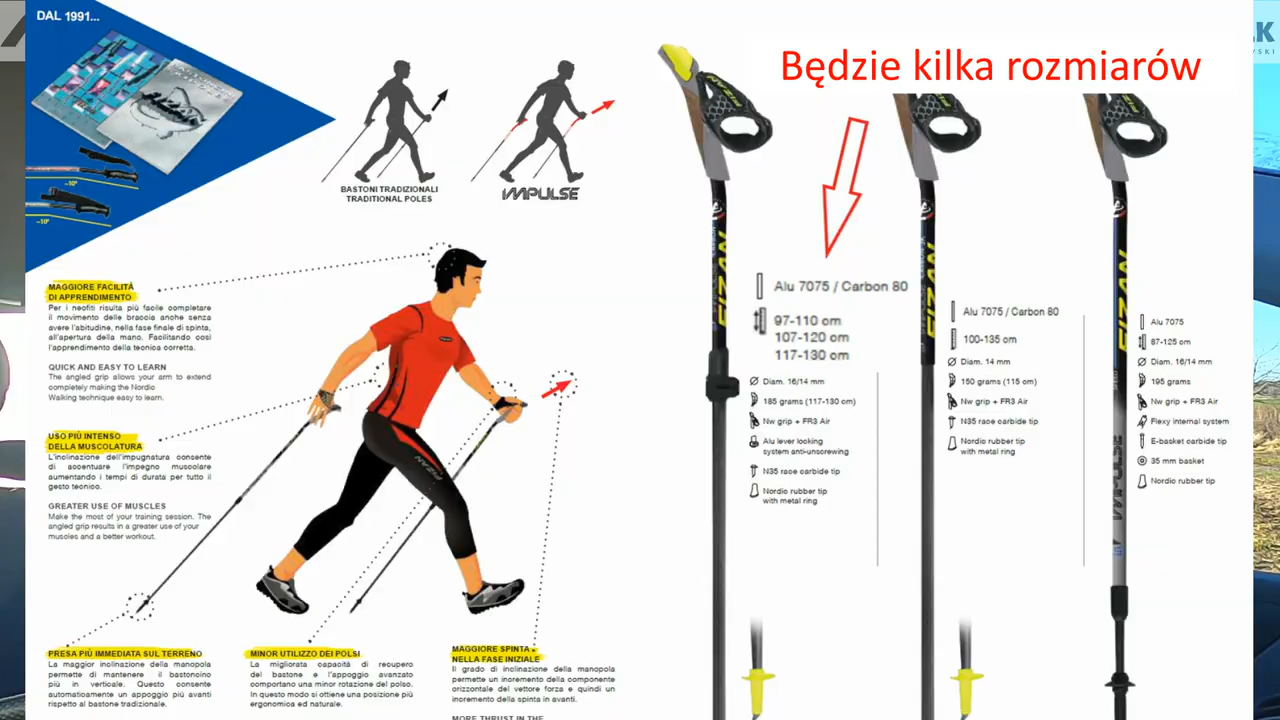 DAL 1991...
Będzie kilka rozmiarów
~10°
~10°
BASTONI TRADIZIONALI
TRADITIONAL POLES
IMPULSE
MAGGIORE FACILITÀ
DI APPRENDIMENTO
Per i neofiti risulta più facile completare
il movimento delle braccia anche senza
avere l'abitudine, nella fase finale di spinta,
all'apertura della mano. Facilitando così
l'apprendimento della tecnica corretta.
QUICK AND EASY TO LEARN
The angled grip allows your arm to extend
completely making the Nordic
Walking technique easy to learn.
USO PIÙ INTENSO
DELLA MUSCOLATURA
L'inclinazione dell'impugnatura consente
di accentuare l'impegno muscolare
aumentando i tempi di durata per tutto il
gesto tecnico.
GREATER USE OF MUSCLES
Make the most of your training session. The
angled grip results in a greater use of your
muscles and a better workout.
PRESA PIÙ IMMEDIATA SUL TERRENO
La maggior inclinazione della manopola
permette di mantenere il bastoncino
più in verticale. Questo consente
automaticamente un appoggio più avanti
rispetto al bastone tradizionale.
MINOR UTILIZZO DEI POLSI
La migliorata capacità di recupero
del bastone e l'appoggio avanzato
comportano una minor rotazione del polso.
In questo modo si ottiene una posizione più
ergonomica ed naturale.
MAGGIORE SPINTA
NELLA FASE INIZIALE
Il grado di inclinazione della manopola
permette un incremento della componente
orizzontale del vettore forza e quindi un
incremento della spinta in avanti.
MORE THRUST IN THE
FIZAN
Alu 7075 / Carbon 80
97-110 cm
107-120 cm
117-130 cm
Diam. 16/14 mm
185 grams (117-130 cm)
Nw grip + FR3 Air
Alu lever locking
system anti-unscrewing
N35 race carbide tip
Nordic rubber tip
with metal ring
FIZAN
Alu 7075 / Carbon 80
100-135 cm
Diam. 14 mm
150 grams (115 cm)
Nw grip + FR3 Air
N35 race carbide tip
Nordic rubber tip
with metal ring
FIZAN
IMPULSE
Alu 7075
87-125 cm
Diam. 16/14 mm
195 grams
Nw grip + FR3 Air
Flexy internal system
E-basket carbide tip
35 mm basket
Nordic rubber tip